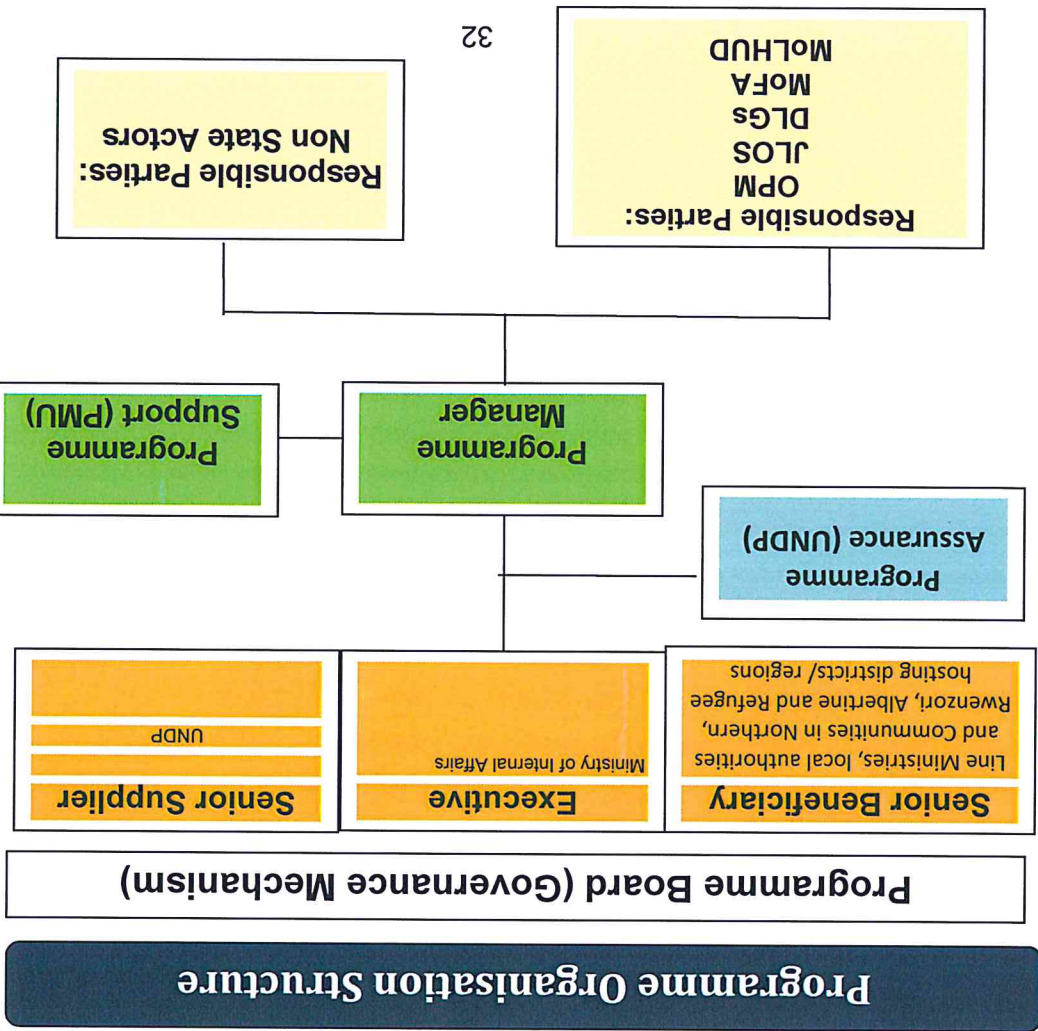 Programme Organisation Structure
Programme Board (Governance Mechanism)
Senior Beneficiary
Line Ministries, local authorities
and Communities in Northern,
Rwenzori, Albertine and Refugee
hosting districts/ regions
Executive
Ministry of Internal Affairs
Senior Supplier
UNDP
Programme
Assurance (UNDP)
Programme
Manager
Programme
Support (PMU)
Responsible Parties:
OPM
JLOS
DLGs
MoFA
MoLHUD
Responsible Parties:
Non State Actors
32